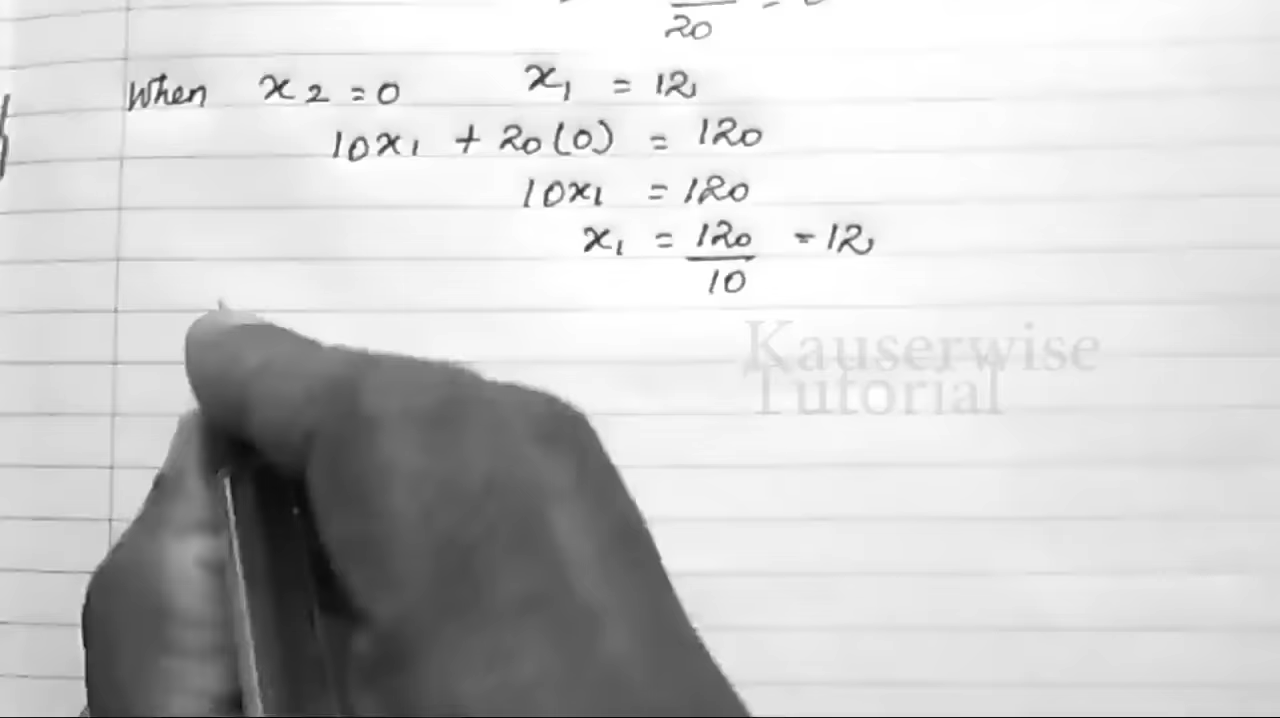 20
When x2 = 0 x1 = 12
10x1 + 20(0) = 120
10x1 = 120
x1 = 120 = 12
10
Kauserwise
Tutorial